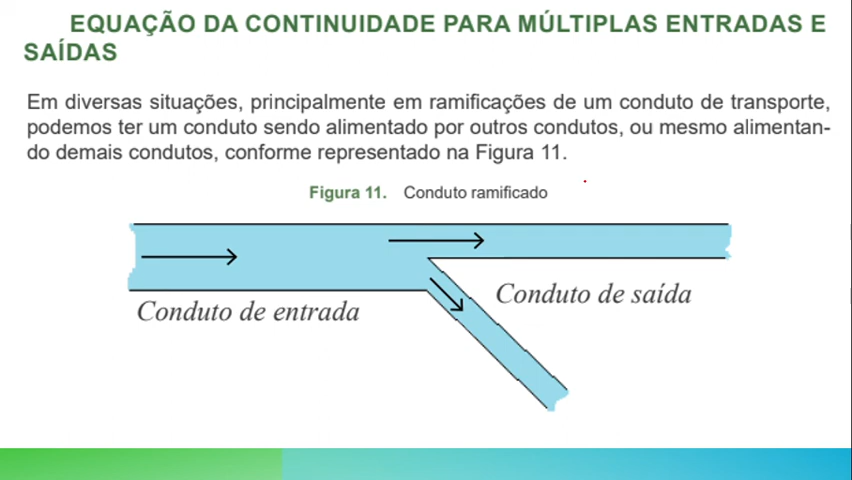 EQUAÇÃO DA CONTINUIDADE PARA MÚLTIPLAS ENTRADAS E
SAÍDAS
Em diversas situações, principalmente em ramificações de um conduto de transporte,
podemos ter um conduto sendo alimentado por outros condutos, ou mesmo alimentan-
do demais condutos, conforme representado na Figura 11.
Figura 11. Conduto ramificado
Conduto de saída
Conduto de entrada